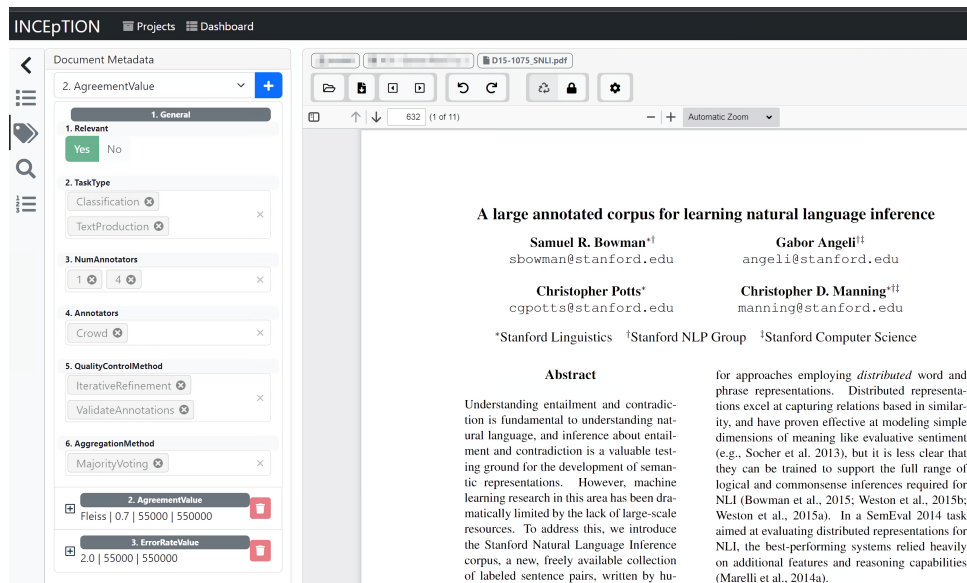 INCEpTION Projects Dashboard
Document Metadata
2. AgreementValue
1. General
1. Relevant
Yes No
2. TaskType
Classification
TextProduction
3. NumAnnotators
1 4
4. Annotators
Crowd
5. QualityControlMethod
IterativeRefinement
ValidateAnnotations
6. AggregationMethod
MajorityVoting
2. AgreementValue
Fleiss | 0.7 | 55000 | 550000
3. ErrorRateValue
2.0 | 55000 | 550000
D15-1075_SNLI.pdf
632 (1 of 11) Automatic Zoom
A large annotated corpus for learning natural language inference
Samuel R. Bowman*† Gabor Angeli†‡
sbowman@stanford.edu angeli@stanford.edu
Christopher Potts* Christopher D. Manning*†‡
cgpotts@stanford.edu manning@stanford.edu
*Stanford Linguistics †Stanford NLP Group ‡Stanford Computer Science
Abstract
Understanding entailment and contradic-
tion is fundamental to understanding nat-
ural language, and inference about entail-
ment and contradiction is a valuable test-
ing ground for the development of seman-
tic representations. However, machine
learning research in this area has been dra-
matically limited by the lack of large-scale
resources. To address this, we introduce
the Stanford Natural Language Inference
corpus, a new, freely available collection
of labeled sentence pairs, written by hu-
for approaches employing distributed word and
phrase representations. Distributed representa-
tions excel at capturing relations based in similar-
ity, and have proven effective at modeling simple
dimensions of meaning like evaluative sentiment
(e.g., Socher et al. 2013), but it is less clear that
they can be trained to support the full range of
logical and commonsense inferences required for
NLI (Bowman et al., 2015; Weston et al., 2015b;
Weston et al., 2015a). In a SemEval 2014 task
aimed at evaluating distributed representations for
NLI, the best-performing systems relied heavily
on additional features and reasoning capabilities
(Marelli et al., 2014a).